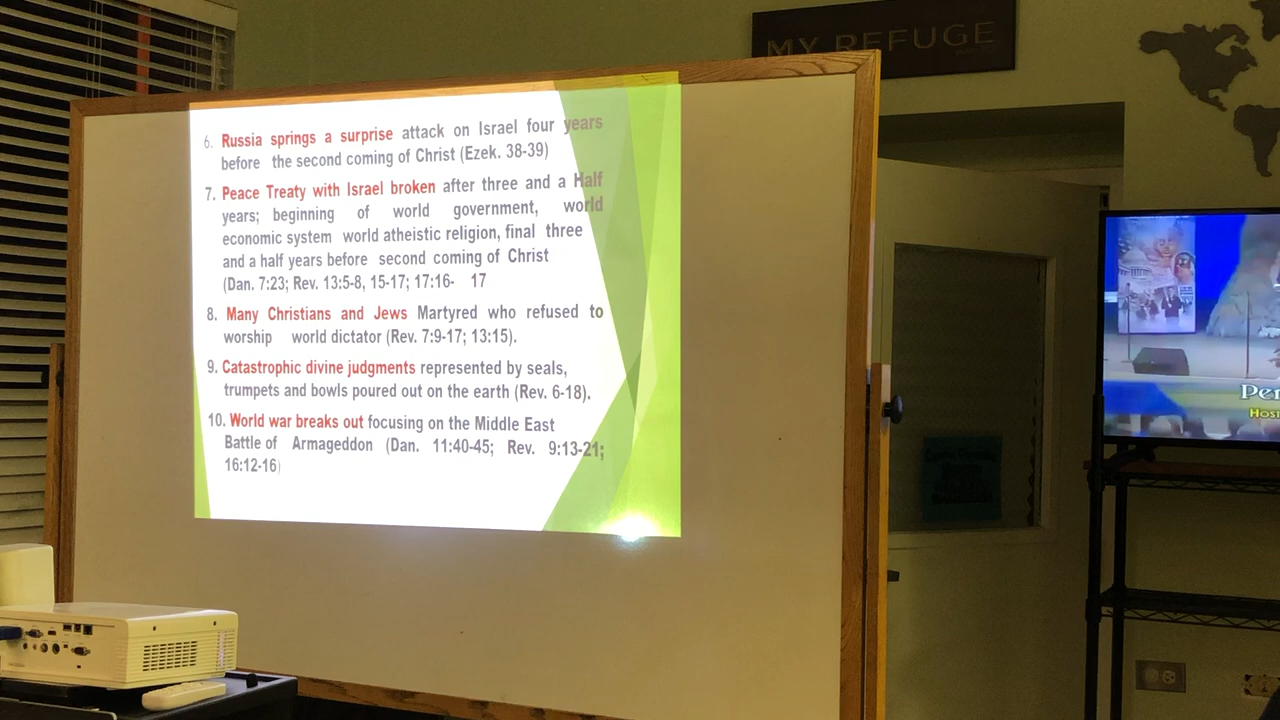 MY REFUGE
6. Russia springs a surprise attack on Israel four years
before the second coming of Christ (Ezek. 38-39)
7. Peace Treaty with Israel broken after three and a Half
years; beginning of world government, world
economic system world atheistic religion, final three
and a half years before second coming of Christ
(Dan. 7:23; Rev. 13:5-8, 15-17; 17:16- 17
8. Many Christians and Jews Martyred who refused to
worship world dictator (Rev. 7:9-17; 13:15).
9. Catastrophic divine judgments represented by seals,
trumpets and bowls poured out on the earth (Rev. 6-18).
10. World war breaks out focusing on the Middle East
Battle of Armageddon (Dan. 11:40-45; Rev. 9:13-21;
16:12-16)
Per
Host